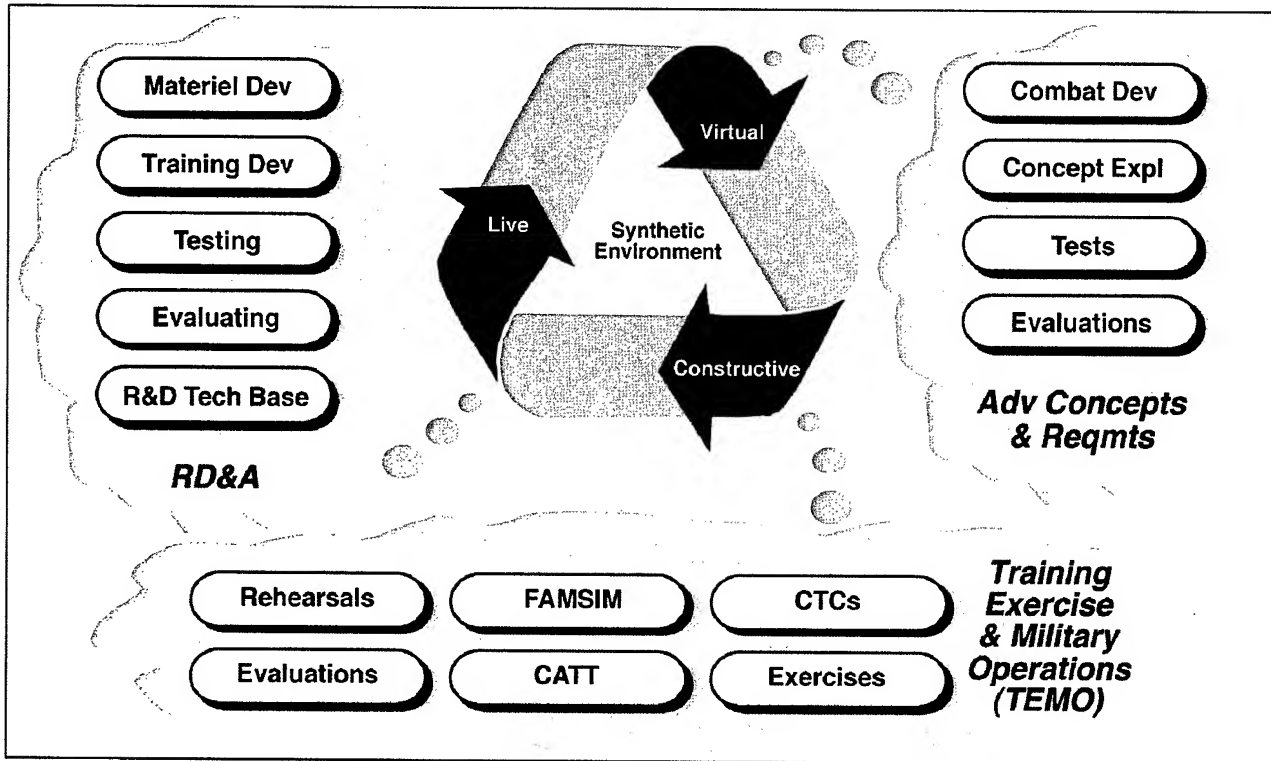 Materiel Dev
Training Dev
Testing
Evaluating
R&D Tech Base
RD&A
Virtual
Live
Synthetic
Environment
Constructive
Combat Dev
Concept Expl
Tests
Evaluations
Adv Concepts
& Reqmts
Rehearsals
FAMSIM
CTCs
Evaluations
CATT
Exercises
Training
Exercise
& Military
Operations
(TEMO)